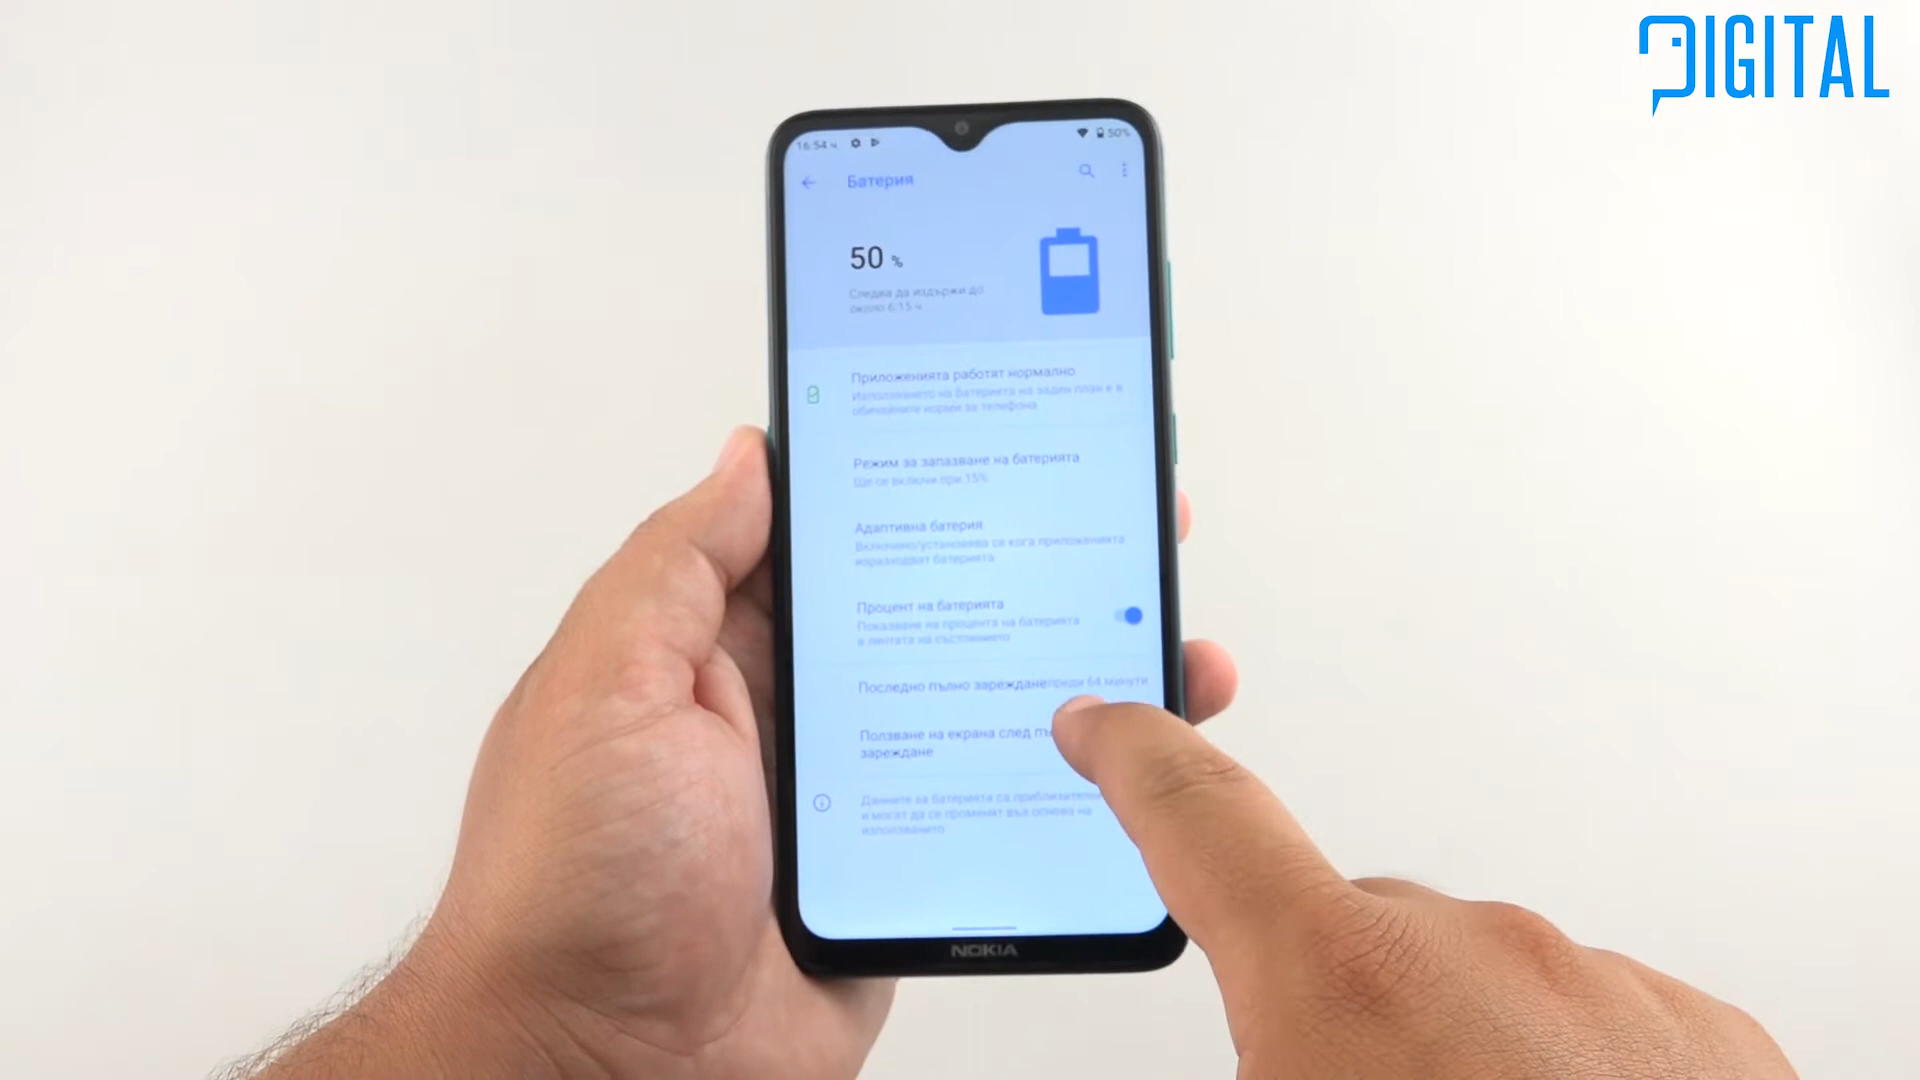 DIGITAL
16:54 ч
50%
Батерия
50 %
Следва да издържи до
около 6:15 ч
Приложенията работят нормално
Използването на батерията на заден план е в
обичайните норми за телефона
Режим за запазване на батерията
Ще се включи при 15%
Адаптивна батерия
Включено/установява се кога приложенията
изразходват батерията
Процент на батерията
Показване на процента на батерията
в лентата на състоянието
Последно пълно зареждане преди 64 минути
Ползване на екрана след
зареждане
Данните за батерията са
и могат да се променят въз основа на
използването
NOKIA